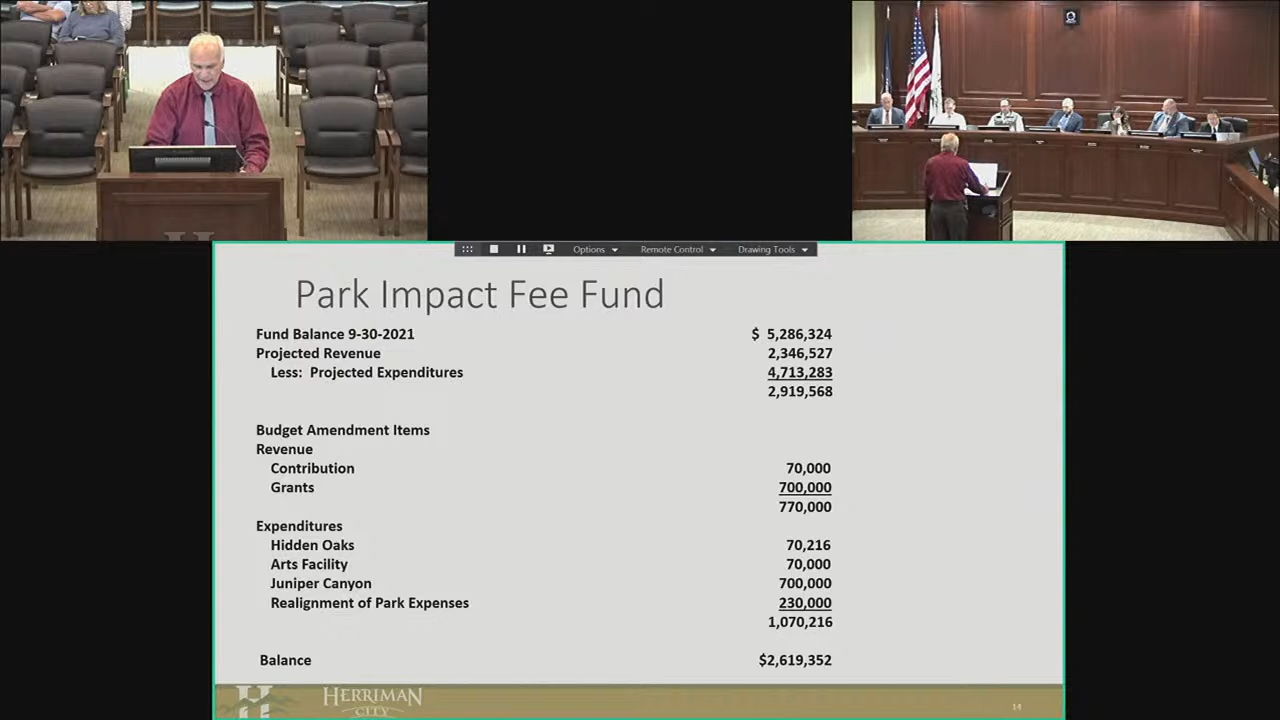 Options Remote Control Drawing Tools
Park Impact Fee Fund
Fund Balance 9-30-2021 $ 5,286,324
Projected Revenue 2,346,527
Less: Projected Expenditures 4,713,283
2,919,568
Budget Amendment Items
Revenue
Contribution 70,000
Grants 700,000
770,000
Expenditures
Hidden Oaks 70,216
Arts Facility 70,000
Juniper Canyon 700,000
Realignment of Park Expenses 230,000
1,070,216
Balance $2,619,352
H HERRIMAN
CITY
14